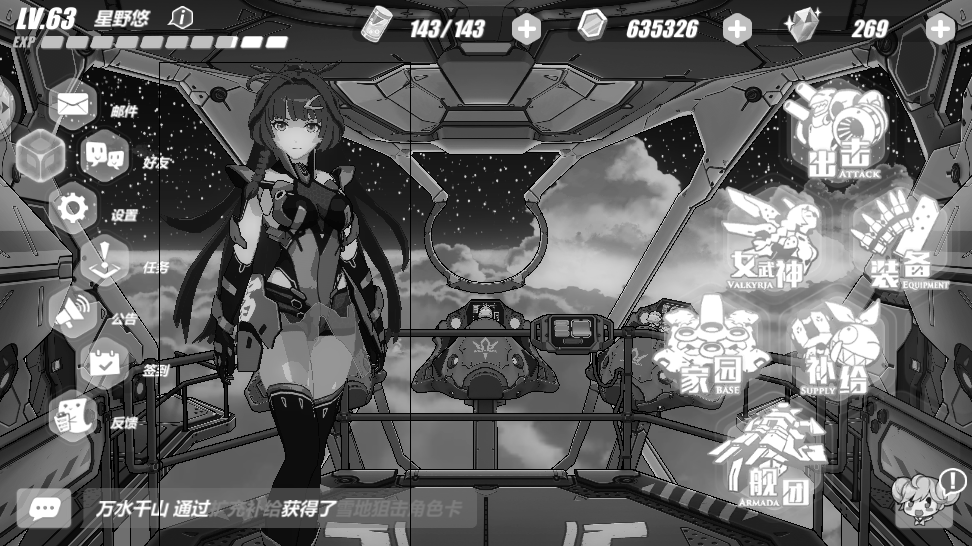 LV.63 星野悠
EXP
143/143
635326
269
邮件
好友
设置
任务
公告
签到
反馈
出击
ATTACK
女武神
VALKYRJA
装备
EQUIPMENT
家园
BASE
补给
SUPPLY
舰团
ARMADA
万水千山 通过扩充补给获得了雪地狙击角色卡